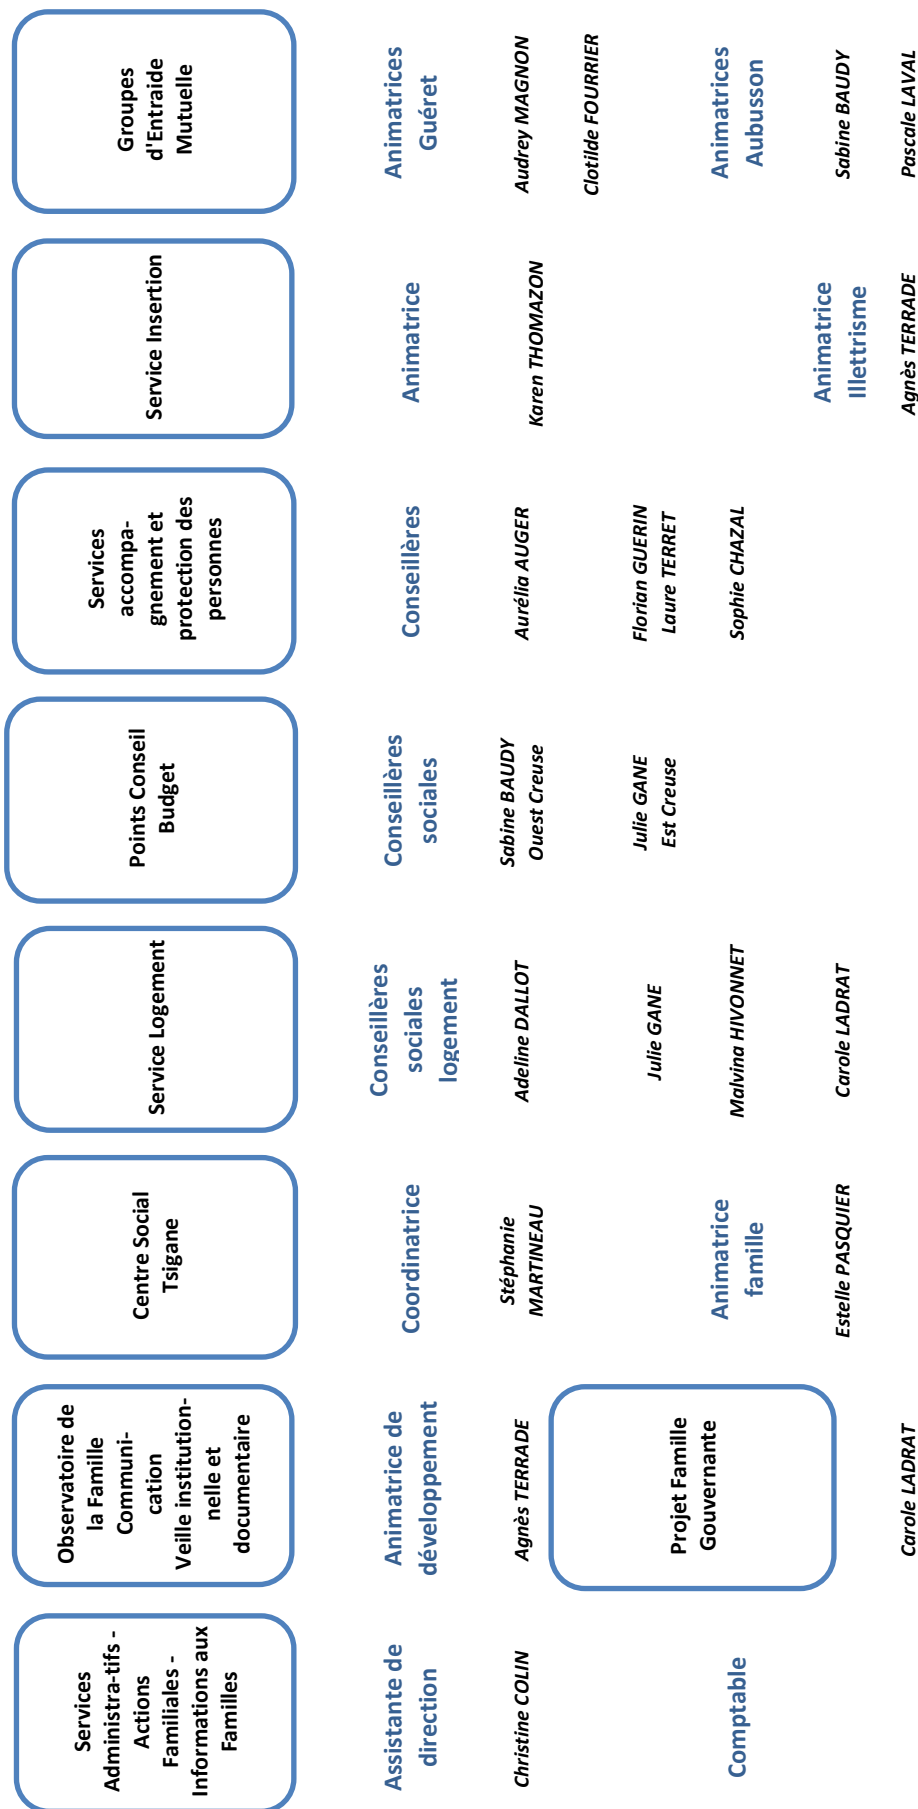 Services
Administra-tifs -
Actions
Familiales -
Informations aux
Familles
Assistante de
direction
Christine COLIN
Comptable
Observatoire de
la Famille
Communi-
cation
Veille institution-
nelle et
documentaire
Animatrice de
développement
Agnès TERRADE
Projet Famille
Gouvernante
Carole LADRAT
Centre Social
Tsigane
Coordinatrice
Stéphanie
MARTINEAU
Animatrice
famille
Estelle PASQUIER
Service Logement
Conseillères
sociales
logement
Adeline DALLOT
Julie GANE
Malvina HIVONNET
Carole LADRAT
Points Conseil
Budget
Conseillères
sociales
Sabine BAUDY
Ouest Creuse
Julie GANE
Est Creuse
Services
accompa-
gnement et
protection des
personnes
Conseillères
Aurélia AUGER
Florian GUERIN
Laure TERRET
Sophie CHAZAL
Service Insertion
Animatrice
Karen THOMAZON
Animatrice
Illettrisme
Agnès TERRADE
Groupes
d'Entraide
Mutuelle
Animatrices
Guéret
Audrey MAGNON
Clotilde FOURRIER
Animatrices
Aubusson
Sabine BAUDY
Pascale LAVAL